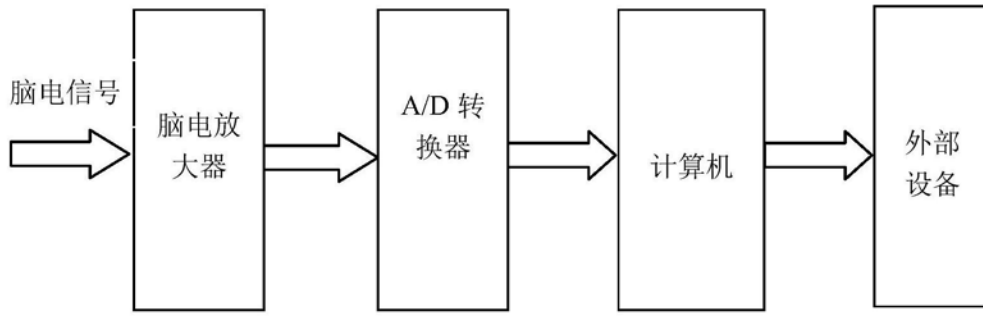 脑电信号
脑电放
大器
A/D 转
换器
计算机
外部
设备